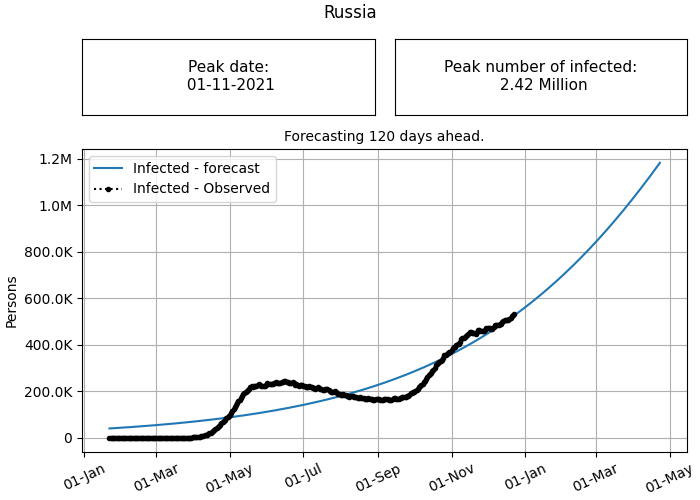 Russia
Peak date:
01-11-2021
Peak number of infected:
2.42 Million
Forecasting 120 days ahead.
Infected - forecast
Infected - Observed
1.2M
1.0M
800.0K
600.0K
400.0K
200.0K
0
Persons
01-Jan
01-Mar
01-May
01-Jul
01-Sep
01-Nov
01-Jan
01-Mar
01-May